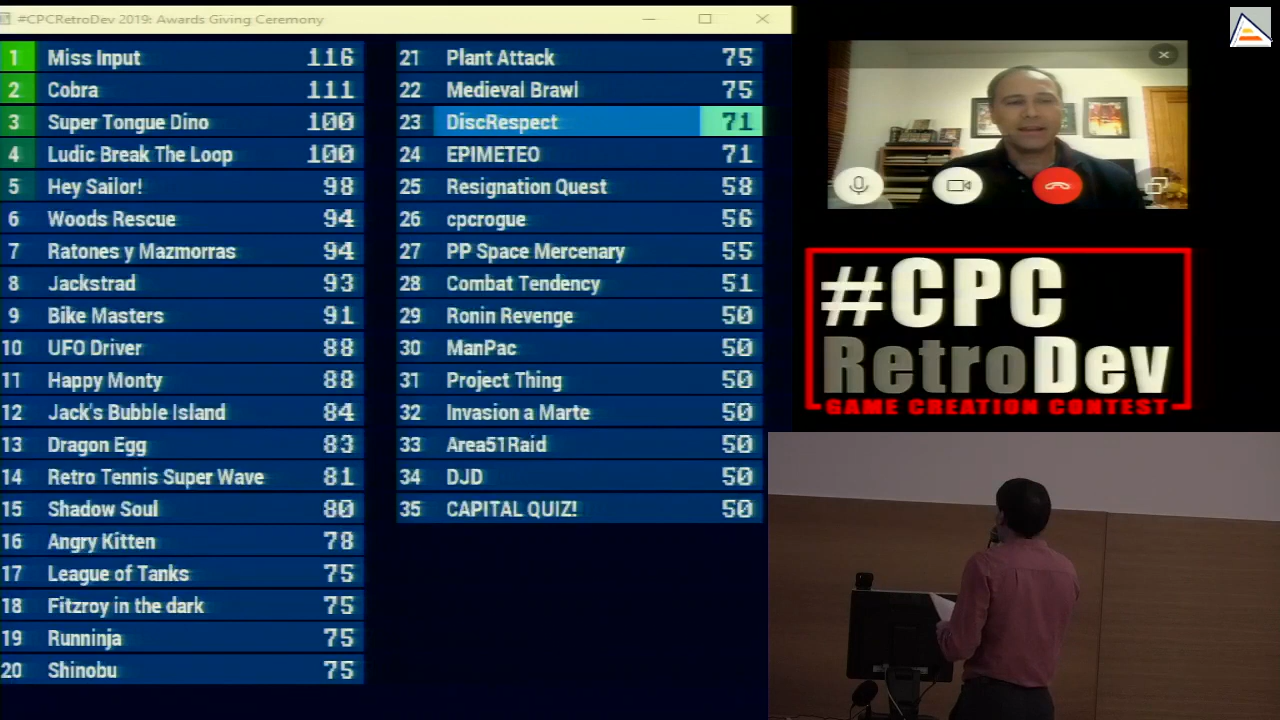 #CPCRetroDev 2019: Awards Giving Ceremony
1 Miss Input 116
2 Cobra 111
3 Super Tongue Dino 100
4 Ludic Break The Loop 100
5 Hey Sailor! 98
6 Woods Rescue 94
7 Ratones y Mazmorras 94
8 Jackstrad 93
9 Bike Masters 91
10 UFO Driver 88
11 Happy Monty 88
12 Jack's Bubble Island 84
13 Dragon Egg 83
14 Retro Tennis Super Wave 81
15 Shadow Soul 80
16 Angry Kitten 78
17 League of Tanks 75
18 Fitzroy in the dark 75
19 Runninja 75
20 Shinobu 75
21 Plant Attack 75
22 Medieval Brawl 75
23 DiscRespect 71
24 EPIMETEO 71
25 Resignation Quest 58
26 cpcrogue 56
27 PP Space Mercenary 55
28 Combat Tendency 51
29 Ronin Revenge 50
30 ManPac 50
31 Project Thing 50
32 Invasion a Marte 50
33 Area51Raid 50
34 DJD 50
35 CAPITAL QUIZ! 50
#CPC
RetroDev
GAME CREATION CONTEST